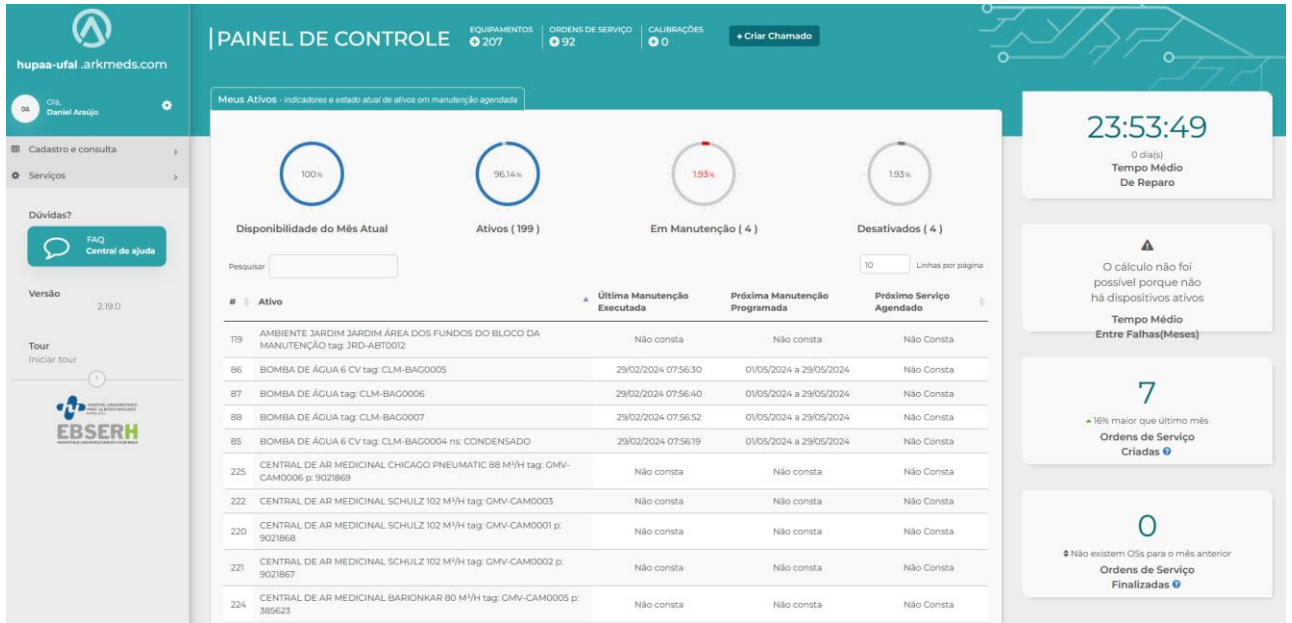 hupaa-ufal .arkmeds.com
DA
Olá,
Daniel Araújo
Cadastro e consulta
Serviços
Dúvidas?
FAQ
Central de ajuda
Versão
2.19.0
Tour
Iniciar tour
EBSERH
PAINEL DE CONTROLE
EQUIPAMENTOS
207
ORDENS DE SERVIÇO
92
CALIBRAÇÕES
0
+ Criar Chamado
Meus Ativos - indicadores e estado atual de ativos om manutenção agendada
100%
96.14%
1.93%
1.93%
Disponibilidade do Mês Atual
Ativos ( 199 )
Em Manutenção ( 4 )
Desativados ( 4 )
Pesquisar
10 Linhas por página
# Ativo Última Manutenção Executada Próxima Manutenção Programada Próximo Serviço Agendado
119 AMBIENTE JARDIM JARDIM ÁREA DOS FUNDOS DO BLOCO DA MANUTENÇÃO tag: JRD-ABT0012 Não consta Não consta Não Consta
86 BOMBA DE ÁGUA 6 CV tag: CLM-BAG0005 29/02/2024 07:56:30 01/05/2024 a 29/05/2024 Não Consta
87 BOMBA DE ÁGUA tag: CLM-BAG0006 29/02/2024 07:56:40 01/05/2024 a 29/05/2024 Não Consta
88 BOMBA DE ÁGUA tag: CLM-BAG0007 29/02/2024 07:56:52 01/05/2024 a 29/05/2024 Não Consta
85 BOMBA DE ÁGUA 6 CV tag: CLM-BAG0004 ns: CONDENSADO 29/02/2024 07:56:19 01/05/2024 a 29/05/2024 Não Consta
225 CENTRAL DE AR MEDICINAL CHICAGO PNEUMATIC 88 M³/H tag: GMV-CAM0006 p: 9021869 Não consta Não consta Não Consta
222 CENTRAL DE AR MEDICINAL SCHULZ 102 M³/H tag: GMV-CAM0003 Não consta Não consta Não Consta
220 CENTRAL DE AR MEDICINAL SCHULZ 102 M³/H tag: GMV-CAM0001 p: 9021868 Não consta Não consta Não Consta
221 CENTRAL DE AR MEDICINAL SCHULZ 102 M³/H tag: GMV-CAM0002 p: 9021867 Não consta Não consta Não Consta
224 CENTRAL DE AR MEDICINAL BARIONKAR 80 M³/H tag: GMV-CAM0005 p: 385623 Não consta Não consta Não Consta
23:53:49
0 dia(s)
Tempo Médio
De Reparo
O cálculo não foi
possível porque não
há dispositivos ativos
Tempo Médio
Entre Falhas(Meses)
7
16% maior que último mês
Ordens de Serviço
Criadas
0
Não existem OSs para o mês anterior
Ordens de Serviço
Finalizadas